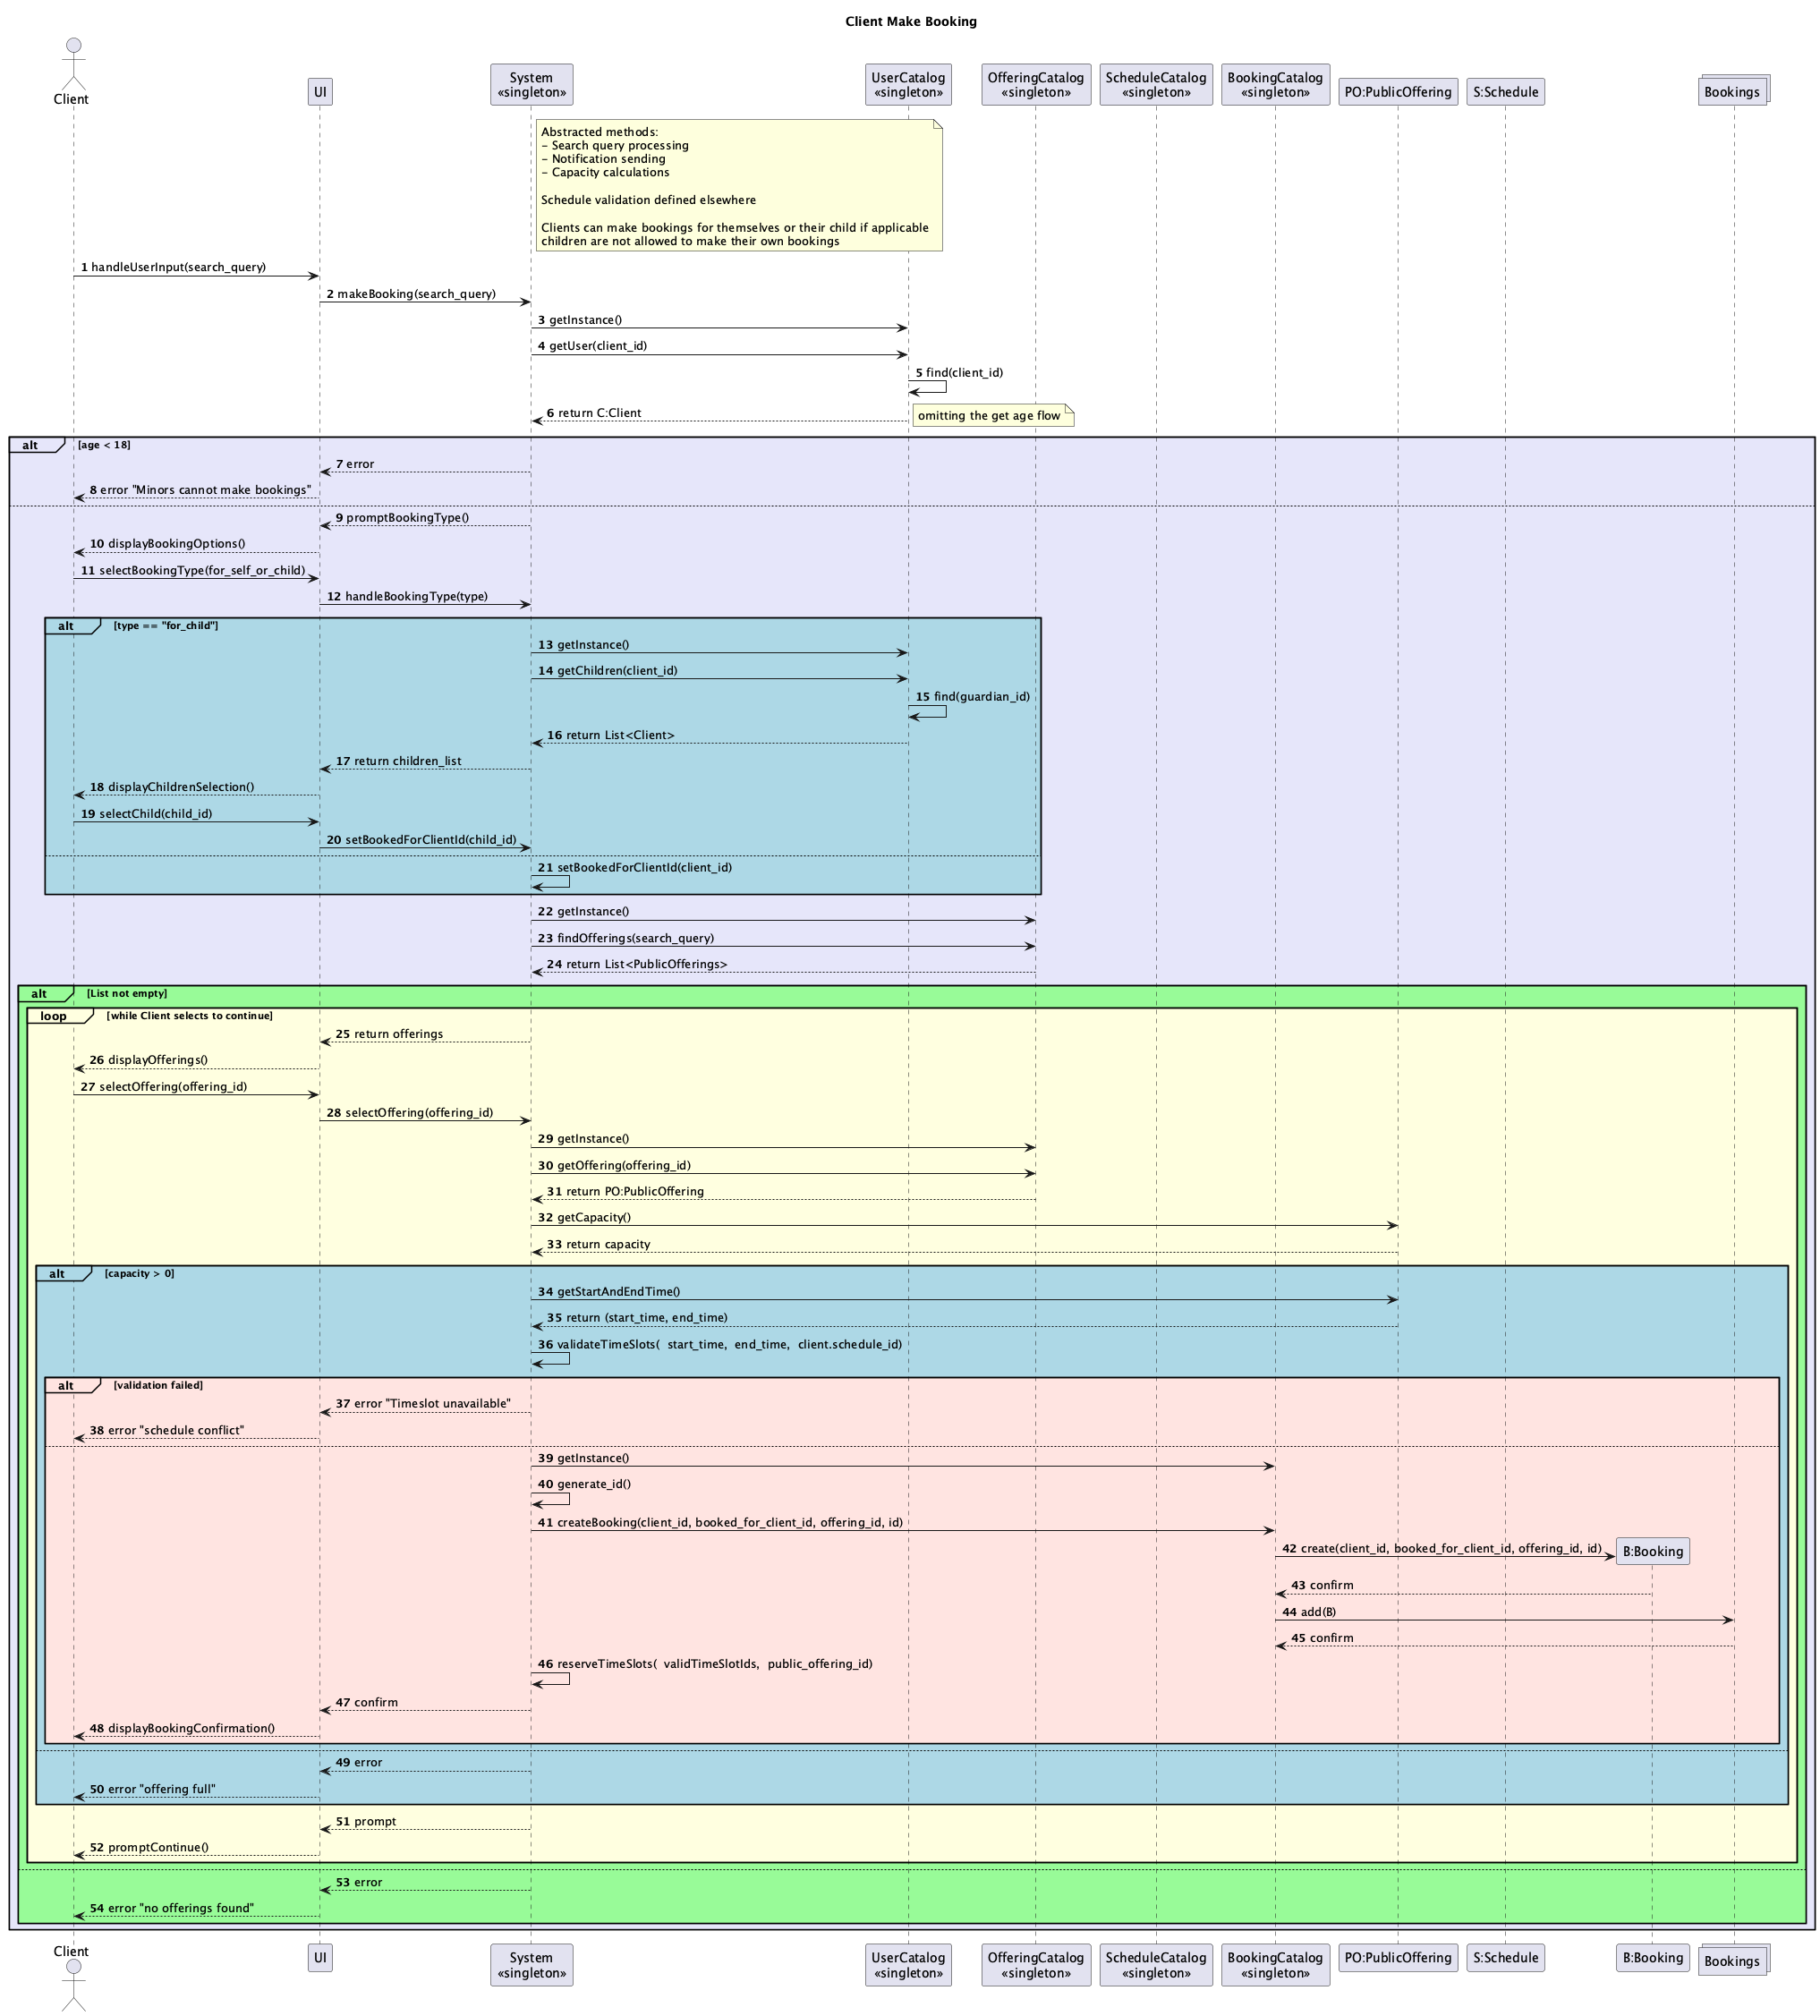 Client Make Booking
Client
UI
System
«singleton»
UserCatalog
«singleton»
OfferingCatalog
«singleton»
ScheduleCatalog
«singleton»
BookingCatalog
«singleton»
PO:PublicOffering
S:Schedule
Bookings
Abstracted methods:
- Search query processing
- Notification sending
- Capacity calculations
Schedule validation defined elsewhere
Clients can make bookings for themselves or their child if applicable
children are not allowed to make their own bookings
1 handleUserInput(search_query)
2 makeBooking(search_query)
3 getInstance()
4 getUser(client_id)
5 find(client_id)
6 return C:Client
omitting the get age flow
alt [age < 18]
7 error
8 error "Minors cannot make bookings"
9 promptBookingType()
10 displayBookingOptions()
11 selectBookingType(for_self_or_child)
12 handleBookingType(type)
alt [type == "for_child"]
13 getInstance()
14 getChildren(client_id)
15 find(guardian_id)
16 return List<Client>
17 return children_list
18 displayChildrenSelection()
19 selectChild(child_id)
20 setBookedForClientId(child_id)
21 setBookedForClientId(client_id)
22 getInstance()
23 findOfferings(search_query)
24 return List<PublicOfferings>
alt [List not empty]
loop [while Client selects to continue]
25 return offerings
26 displayOfferings()
27 selectOffering(offering_id)
28 selectOffering(offering_id)
29 getInstance()
30 getOffering(offering_id)
31 return PO:PublicOffering
32 getCapacity()
33 return capacity
alt [capacity > 0]
34 getStartAndEndTime()
35 return (start_time, end_time)
36 validateTimeSlots(  start_time,  end_time,  client.schedule_id)
alt [validation failed]
37 error "Timeslot unavailable"
38 error "schedule conflict"
39 getInstance()
40 generate_id()
41 createBooking(client_id, booked_for_client_id, offering_id, id)
42 create(client_id, booked_for_client_id, offering_id, id)
B:Booking
43 confirm
44 add(B)
45 confirm
46 reserveTimeSlots(  validTimeSlotIds,  public_offering_id)
47 confirm
48 displayBookingConfirmation()
49 error
50 error "offering full"
51 prompt
52 promptContinue()
53 error
54 error "no offerings found"
Client
UI
System
«singleton»
UserCatalog
«singleton»
OfferingCatalog
«singleton»
ScheduleCatalog
«singleton»
BookingCatalog
«singleton»
PO:PublicOffering
S:Schedule
B:Booking
Bookings